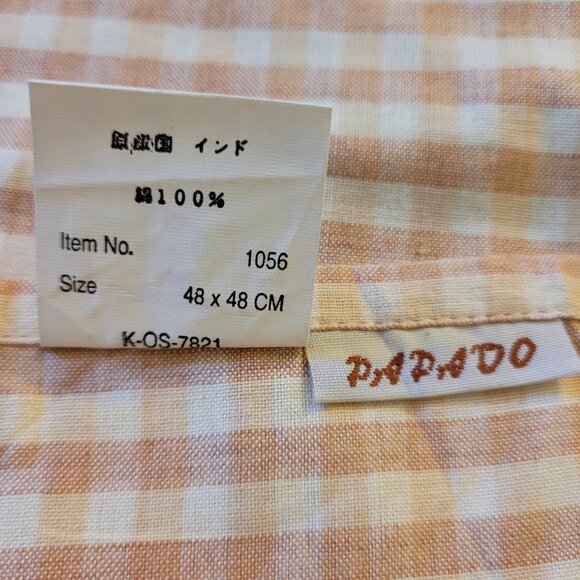 原産国 インド
綿100%
Item No. 1056
Size 48 x 48 CM
K-OS-7821
PAPADO